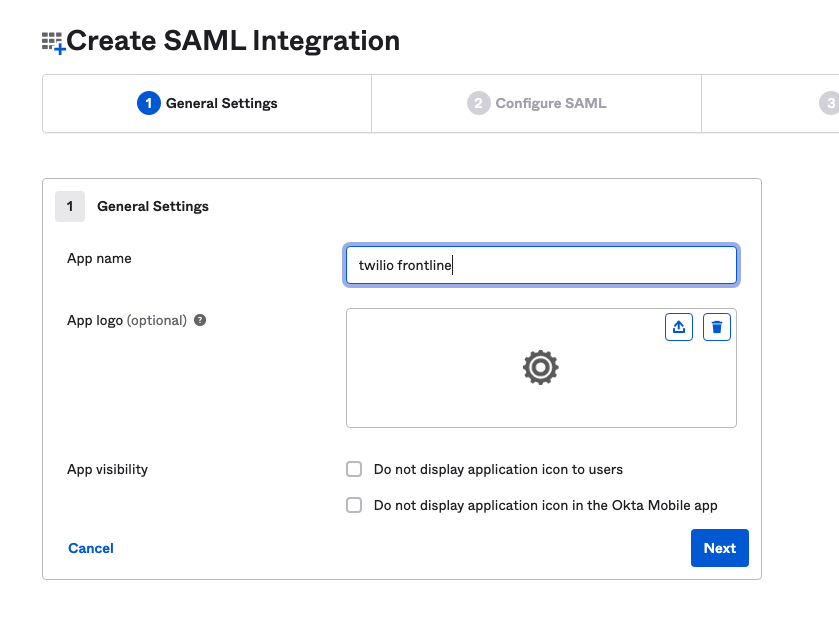 Create SAML Integration
1 General Settings
2 Configure SAML
3
1 General Settings
App name
twilio frontline
App logo (optional) ?
App visibility
Do not display application icon to users
Do not display application icon in the Okta Mobile app
Cancel
Next